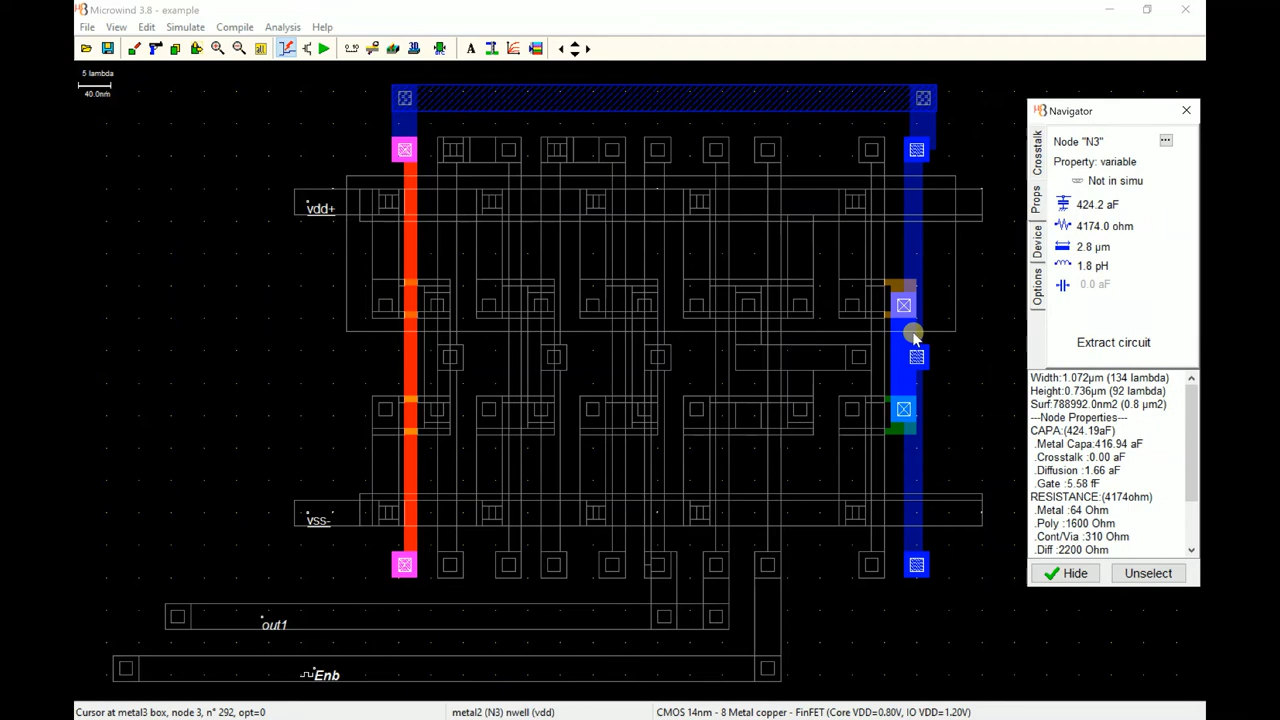 Microwind 3.8 - example
File View Edit Simulate Compile Analysis Help
5 lambda
40.0nm
vdd+
vss-
out1
Enb
Navigator
Crosstalk
Props
Device
Options
Node "N3"
...
Property: variable
Not in simu
424.2 aF
4174.0 ohm
2.8 µm
1.8 pH
0.0 aF
Extract circuit
Width:1.072µm (134 lambda)
Height:0.736µm (92 lambda)
Surf:788992.0nm2 (0.8 µm2)
---Node Properties---
CAPA:(424.19aF)
.Metal Capa:416.94 aF
.Crosstalk:0.00 aF
.Diffusion :1.66 aF
.Gate : 5.58 fF
RESISTANCE:(4174ohm)
.Metal :64 Ohm
.Poly :1600 Ohm
.Cont/Via :310 Ohm
.Diff :2200 Ohm
Hide Unselect
Cursor at metal3 box, node 3, n° 292, opt=0 metal2 (N3) nwell (vdd) CMOS 14nm - 8 Metal copper - FinFET (Core VDD=0.80V, IO VDD=1.20V)